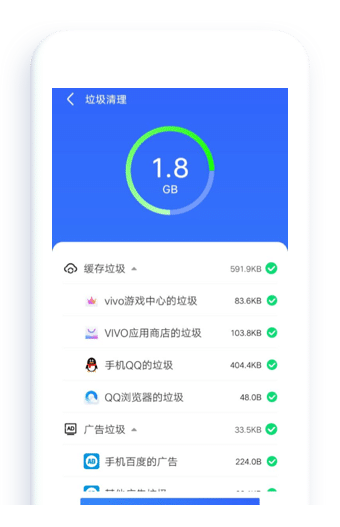 垃圾清理
1.8
GB
缓存垃圾 591.9KB
vivo游戏中心的垃圾 83.6KB
VIVO应用商店的垃圾 103.8KB
手机QQ的垃圾 404.4KB
QQ浏览器的垃圾 48.0B
AD 广告垃圾 33.5KB
AD 手机百度的广告 224.0B